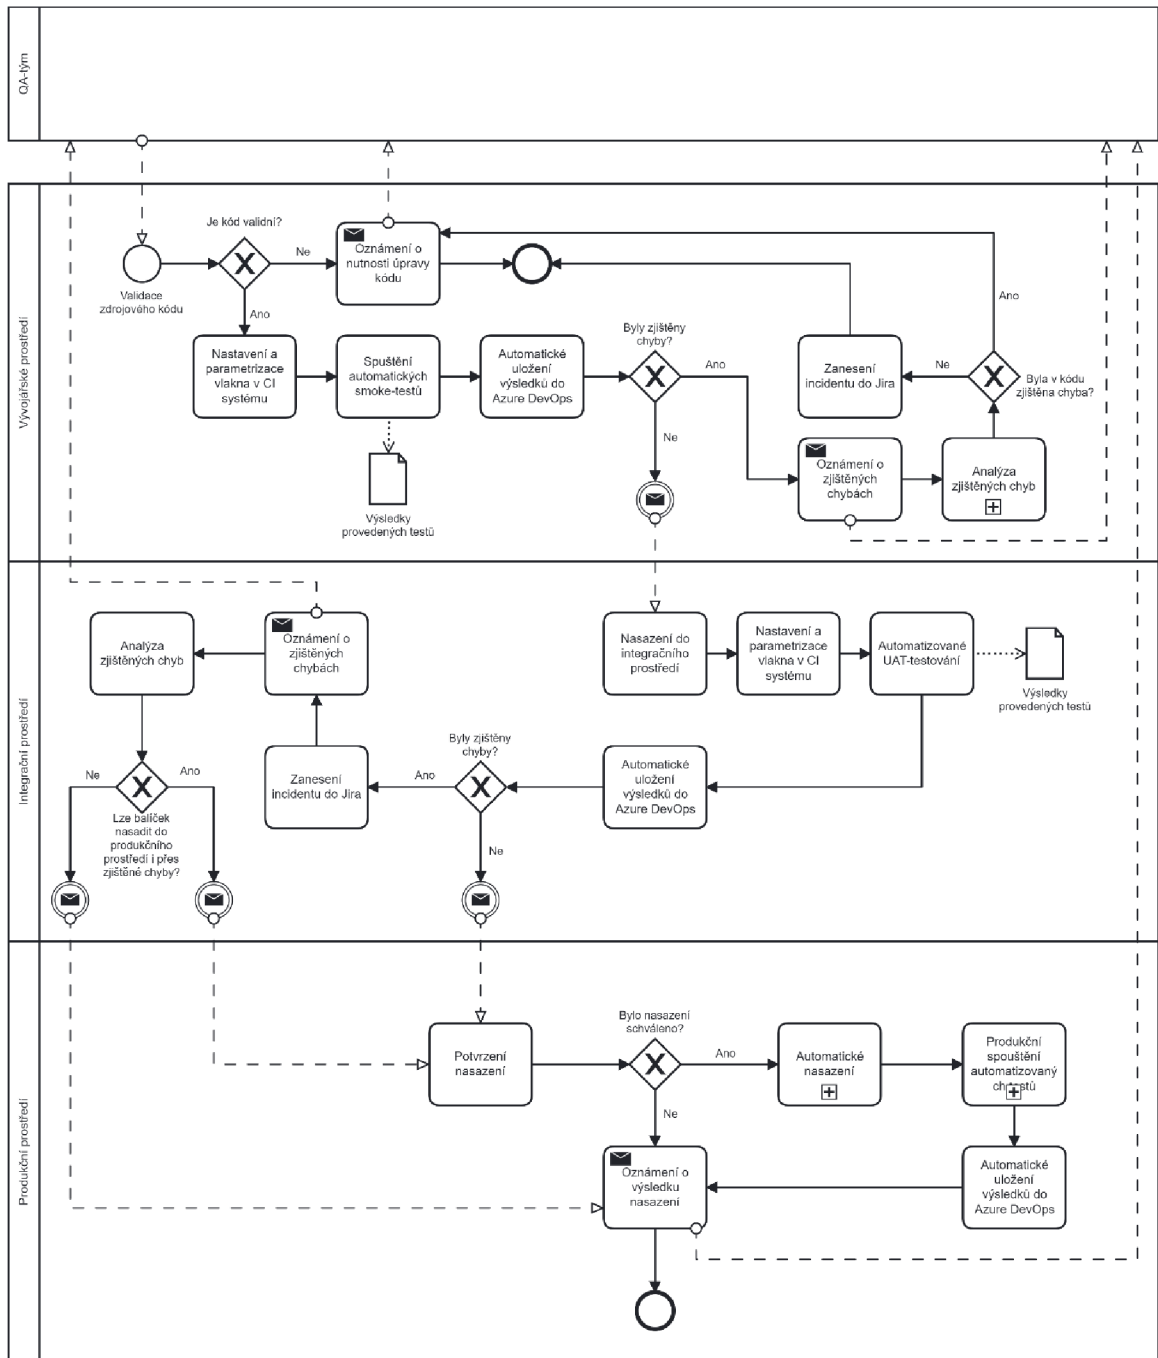 QA-tým
Vývojářské prostředí
Je kód validní?
Ne
Ano
Validace
zdrojového kódu
Oznámení o
nutnosti úpravy
kódu
Nastavení a
parametrizace
vlakna v CI
systému
Spuštění
automatických
smoke-testů
Automatické
uložení
výsledků do
Azure DevOps
Výsledky
provedených testů
Byly zjištěny
chyby?
Ano
Ne
Zanesení
incidentu do Jira
Ne
Ano
Byla v kódu
zjištěna chyba?
Oznámení o
zjištěných
chybách
Analýza
zjištěných chyb
Integrační prostředí
Analýza
zjištěných chyb
Oznámení o
zjištěných
chybách
Nasazení do
integračního
prostředí
Nastavení a
parametrizace
vlakna v CI
systému
Automatizované
UAT-testování
Výsledky
provedených testů
Ne
Ano
Lze balíček
nasadit do
produkčního
prostředí i přes
zjištěné chyby?
Zanesení
incidentu do Jira
Ano
Byly zjištěny
chyby?
Ne
Automatické
uložení
výsledků do
Azure DevOps
Produkční prostředí
Potvrzení
nasazení
Bylo nasazení
schváleno?
Ano
Ne
Automatické
nasazení
Produkční
spouštění
automatizovaný
ch testů
Oznámení o
výsledku
nasazení
Automatické
uložení
výsledků do
Azure DevOps